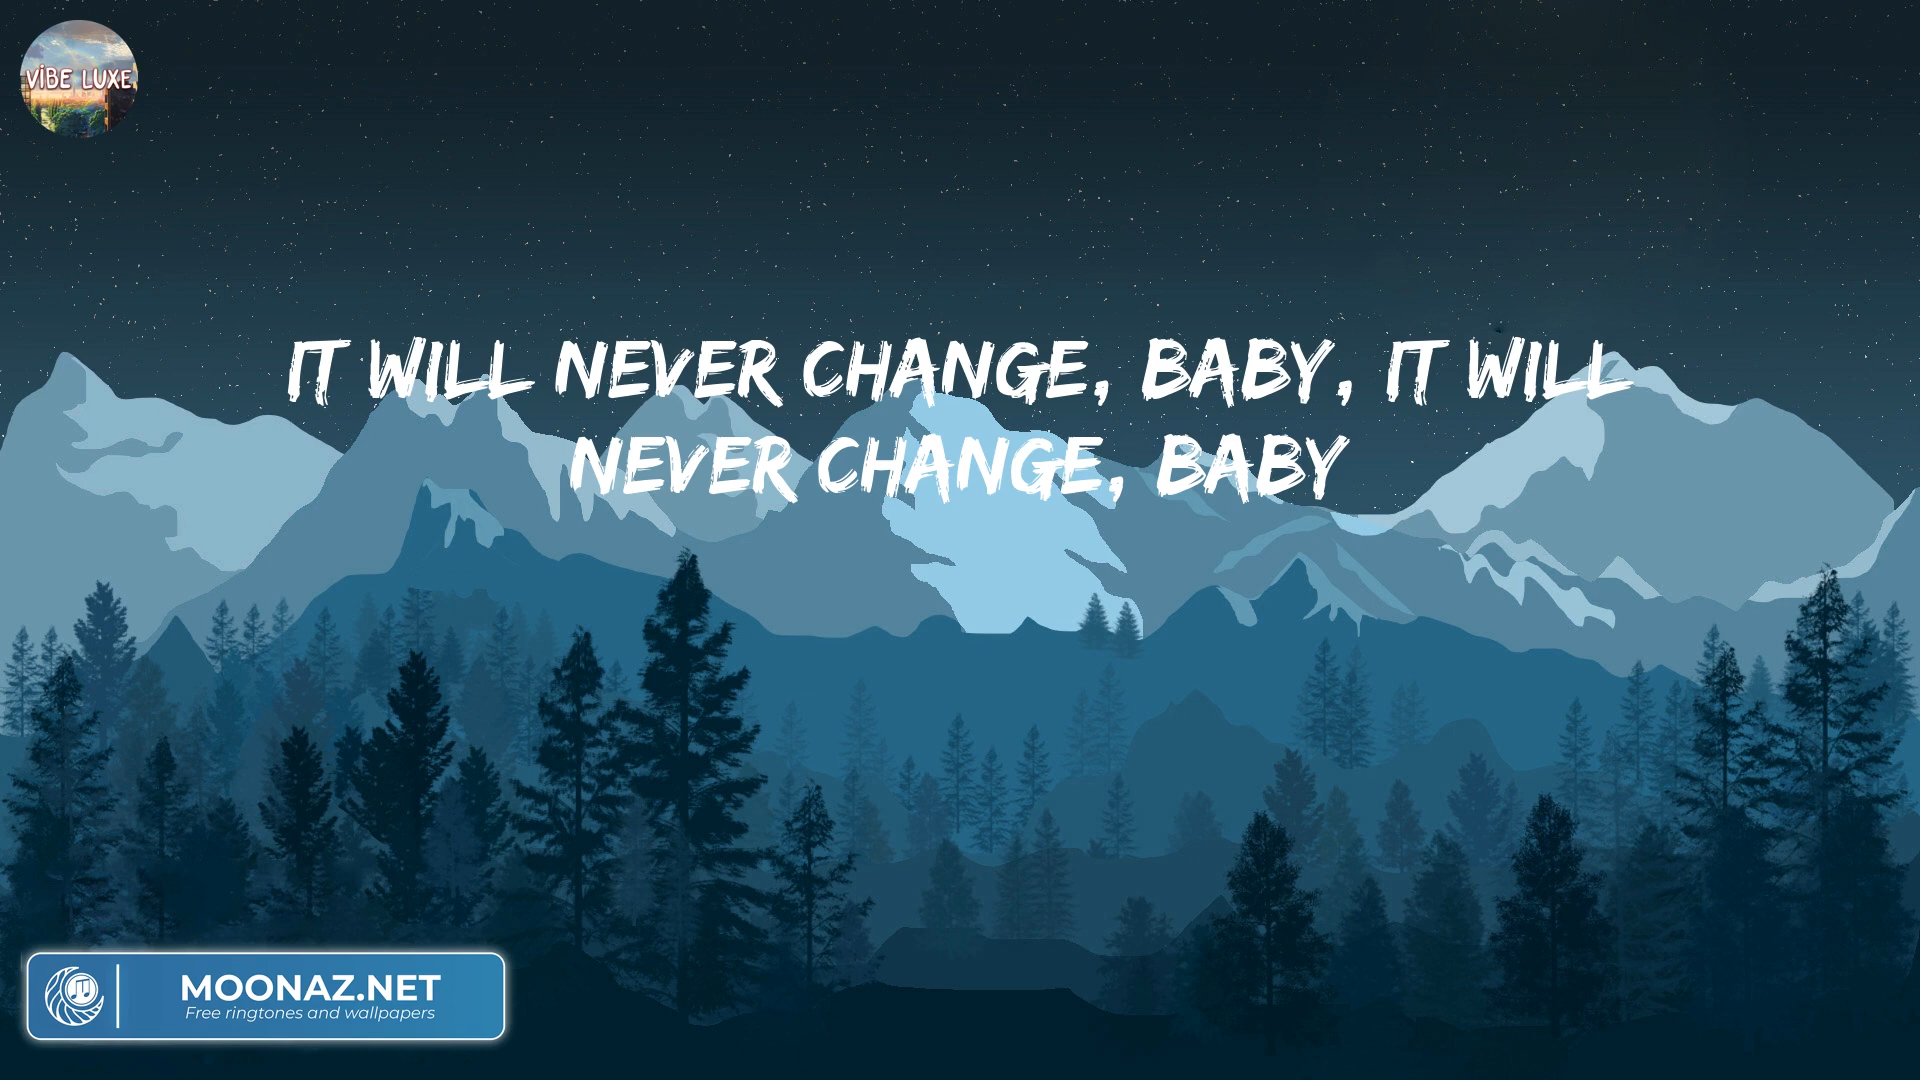 VIBE LUXE
IT WILL NEVER CHANGE, BABY, IT WILL
NEVER CHANGE, BABY
MOONAZ.NET
Free ringtones and wallpapers